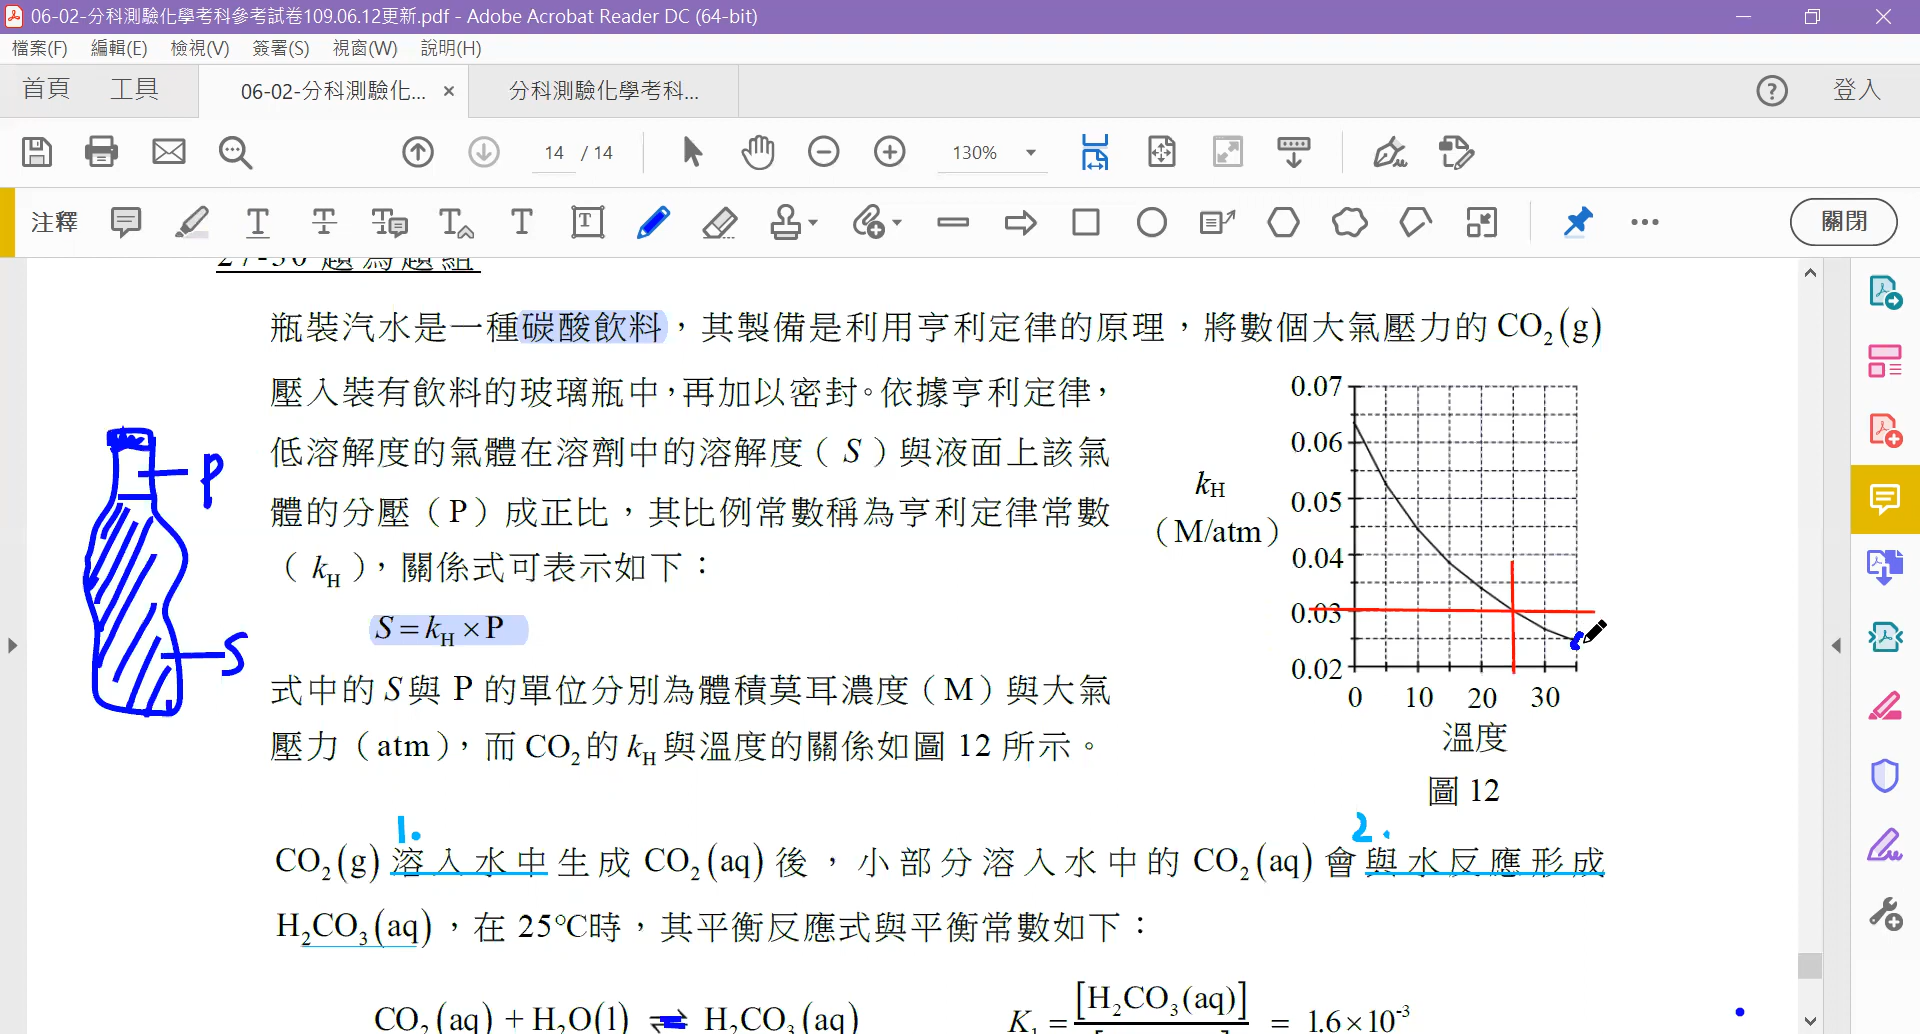 06-02-分科測驗化學考科參考試卷109.06.12更新.pdf - Adobe Acrobat Reader DC (64-bit)
檔案(F) 編輯(E) 檢視(V) 簽署(S) 視窗(W) 說明(H)
首頁 工具 06-02-分科測驗化... × 分科測驗化學考科... 登入
14 / 14 130%
注釋 關閉
27-30 題為題組
瓶裝汽水是一種碳酸飲料，其製備是利用亨利定律的原理，將數個大氣壓力的 CO₂(g)
壓入裝有飲料的玻璃瓶中，再加以密封。依據亨利定律，
低溶解度的氣體在溶劑中的溶解度（S）與液面上該氣
體的分壓（P）成正比，其比例常數稱為亨利定律常數
（k_H），關係式可表示如下：
S = k_H × P
式中的 S 與 P 的單位分別為體積莫耳濃度（M）與大氣
壓力（atm），而 CO₂的 k_H 與溫度的關係如圖 12 所示。
P
S
k_H
（M/atm）
0.07
0.06
0.05
0.04
0.03
0.02
0 10 20 30
溫度
圖 12
1. 2.
CO₂(g) 溶入水中生成 CO₂(aq) 後，小部分溶入水中的 CO₂(aq) 會與水反應形成
H₂CO₃(aq)，在 25°C時，其平衡反應式與平衡常數如下：
CO₂(aq) + H₂O(l) ⇌ H₂CO₃(aq) K₁ = [H₂CO₃(aq)] = 1.6×10⁻³